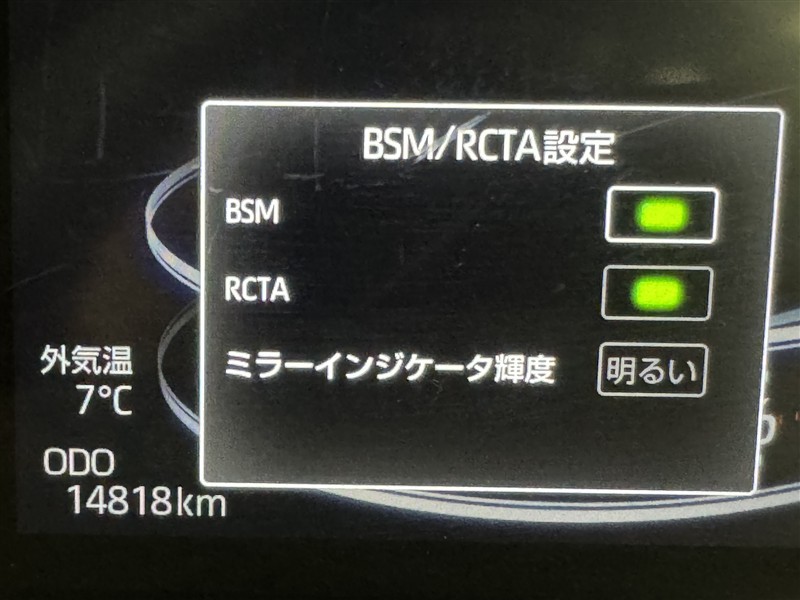 BSM/RCTA設定
BSM
RCTA
ミラーインジケータ輝度 明るい
外気温
7℃
ODO
14818km